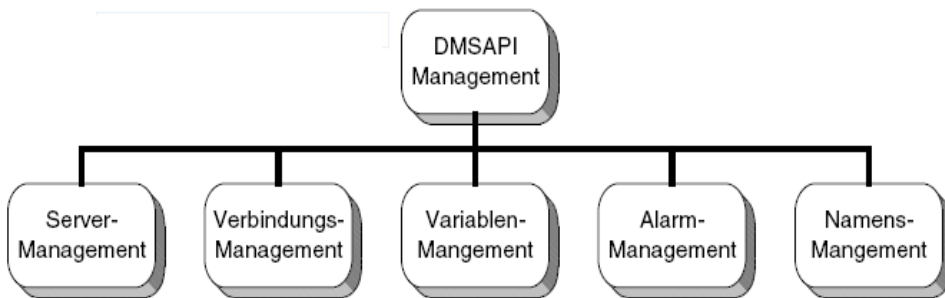 DMSAPI
Management
Server-
Management
Verbindungs-
Management
Variablen-
Mangement
Alarm-
Management
Namens-
Mangement